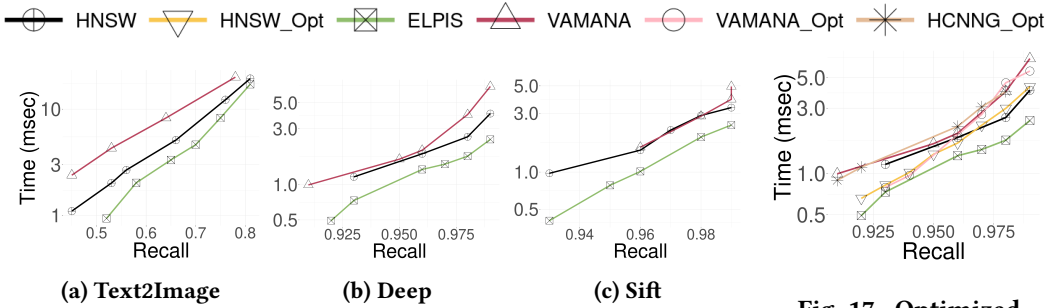 HNSW HNSW_Opt ELPIS VAMANA VAMANA_Opt HCNNG_Opt
Time (msec)
10
3
1
0.5 0.6 0.7 0.8
Recall
(a) Text2Image
5.0
3.0
1.0
0.5
0.925 0.950 0.975
Recall
(b) Deep
5.0
3.0
1.0
0.5
0.94 0.96 0.98
Recall
(c) Sift
Time (msec)
5.0
3.0
1.0
0.5
0.925 0.950 0.975
Recall
Fig. 17. Optimized